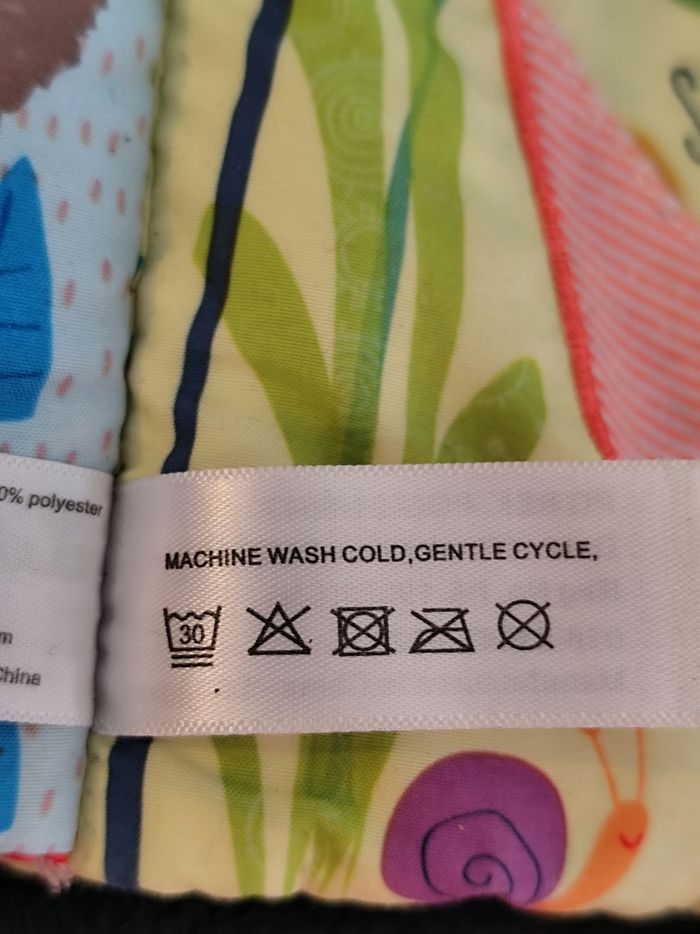 0% polyester
m
China
MACHINE WASH COLD,GENTLE CYCLE,
30
S